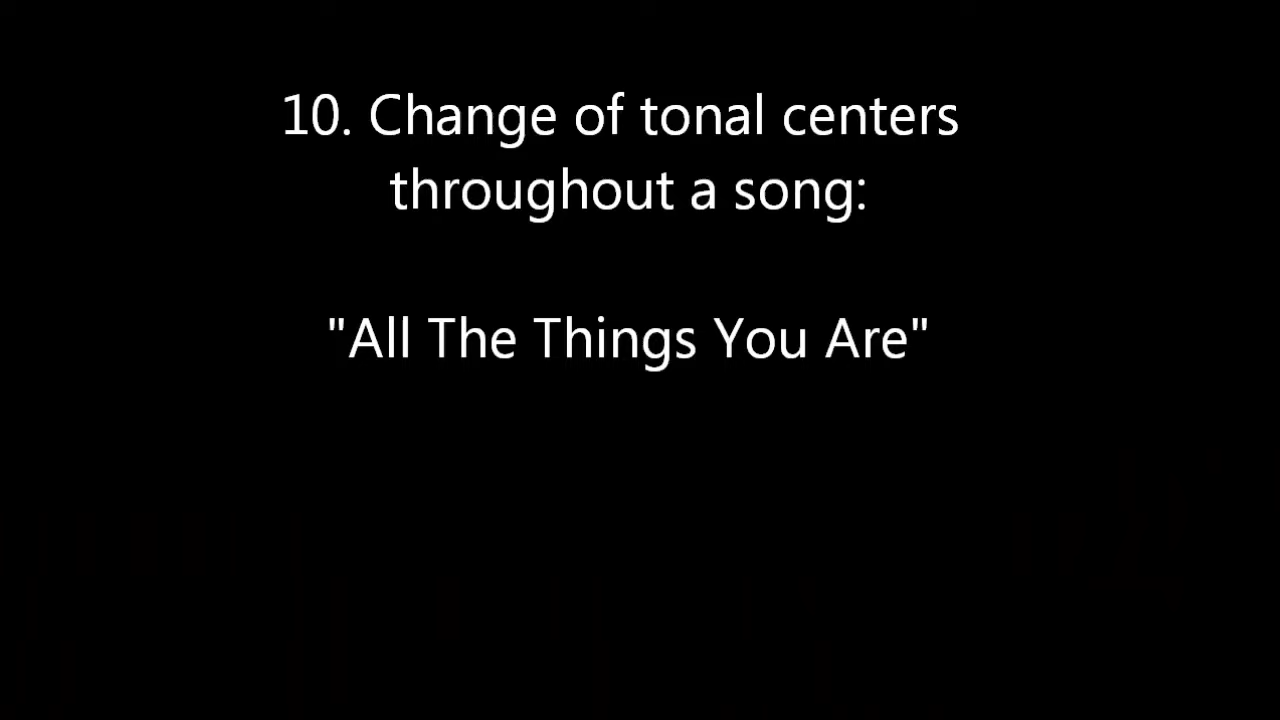 10. Change of tonal centers
throughout a song:
"All The Things You Are"